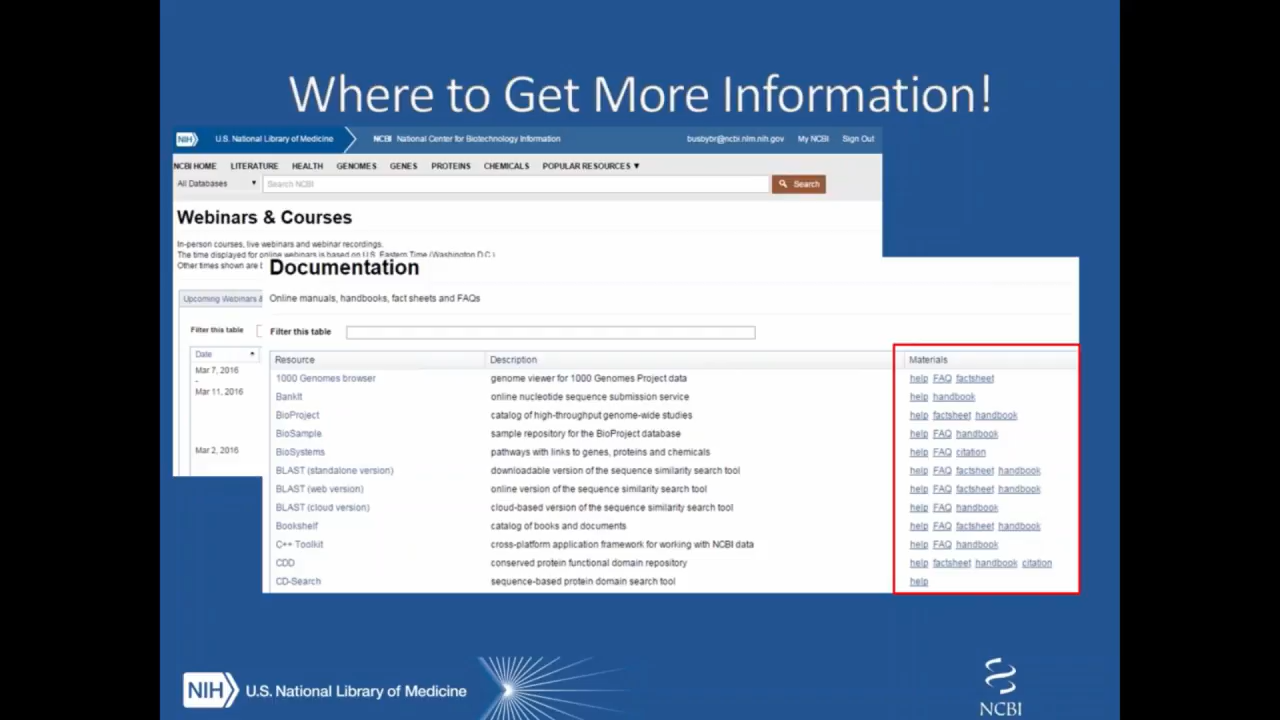 Where to Get More Information!
NIH U.S. National Library of Medicine NCBI National Center for Biotechnology Information busbybr@ncbi.nlm.nih.gov My NCBI Sign Out
NCBI HOME LITERATURE HEALTH GENOMES GENES PROTEINS CHEMICALS POPULAR RESOURCES ▼
All Databases ▼ Search NCBI Search
Webinars & Courses
In-person courses, live webinars and webinar recordings.
The time displayed for online webinars is based on U.S. Eastern Time (Washington D.C.)
Other times shown are
Upcoming Webinars &
Filter this table
Date
Mar 7, 2016
-
Mar 11, 2016
Mar 2, 2016
Documentation
Online manuals, handbooks, fact sheets and FAQs
Filter this table
Resource Description Materials
1000 Genomes browser genome viewer for 1000 Genomes Project data help FAQ factsheet
BankIt online nucleotide sequence submission service help handbook
BioProject catalog of high-throughput genome-wide studies help factsheet handbook
BioSample sample repository for the BioProject database help FAQ handbook
BioSystems pathways with links to genes, proteins and chemicals help FAQ citation
BLAST (standalone version) downloadable version of the sequence similarity search tool help FAQ factsheet handbook
BLAST (web version) online version of the sequence similarity search tool help FAQ factsheet handbook
BLAST (cloud version) cloud-based version of the sequence similarity search tool help FAQ handbook
Bookshelf catalog of books and documents help FAQ factsheet handbook
C++ Toolkit cross-platform application framework for working with NCBI data help FAQ handbook
CDD conserved protein functional domain repository help factsheet handbook citation
CD-Search sequence-based protein domain search tool help
NIH U.S. National Library of Medicine
NCBI